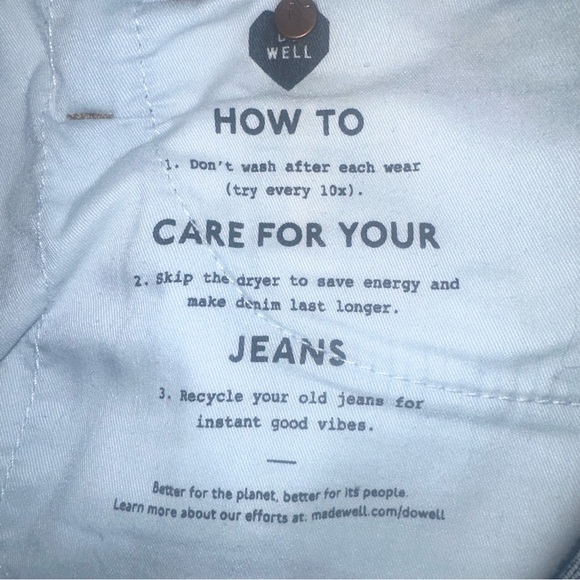 WELL
HOW TO
1. Don't wash after each wear
(try every 10x).
CARE FOR YOUR
2. Skip the dryer to save energy and
make denim last longer.
JEANS
3. Recycle your old jeans for
instant good vibes.
Better for the planet, better for its people.
Learn more about our efforts at: madewell.com/dowell